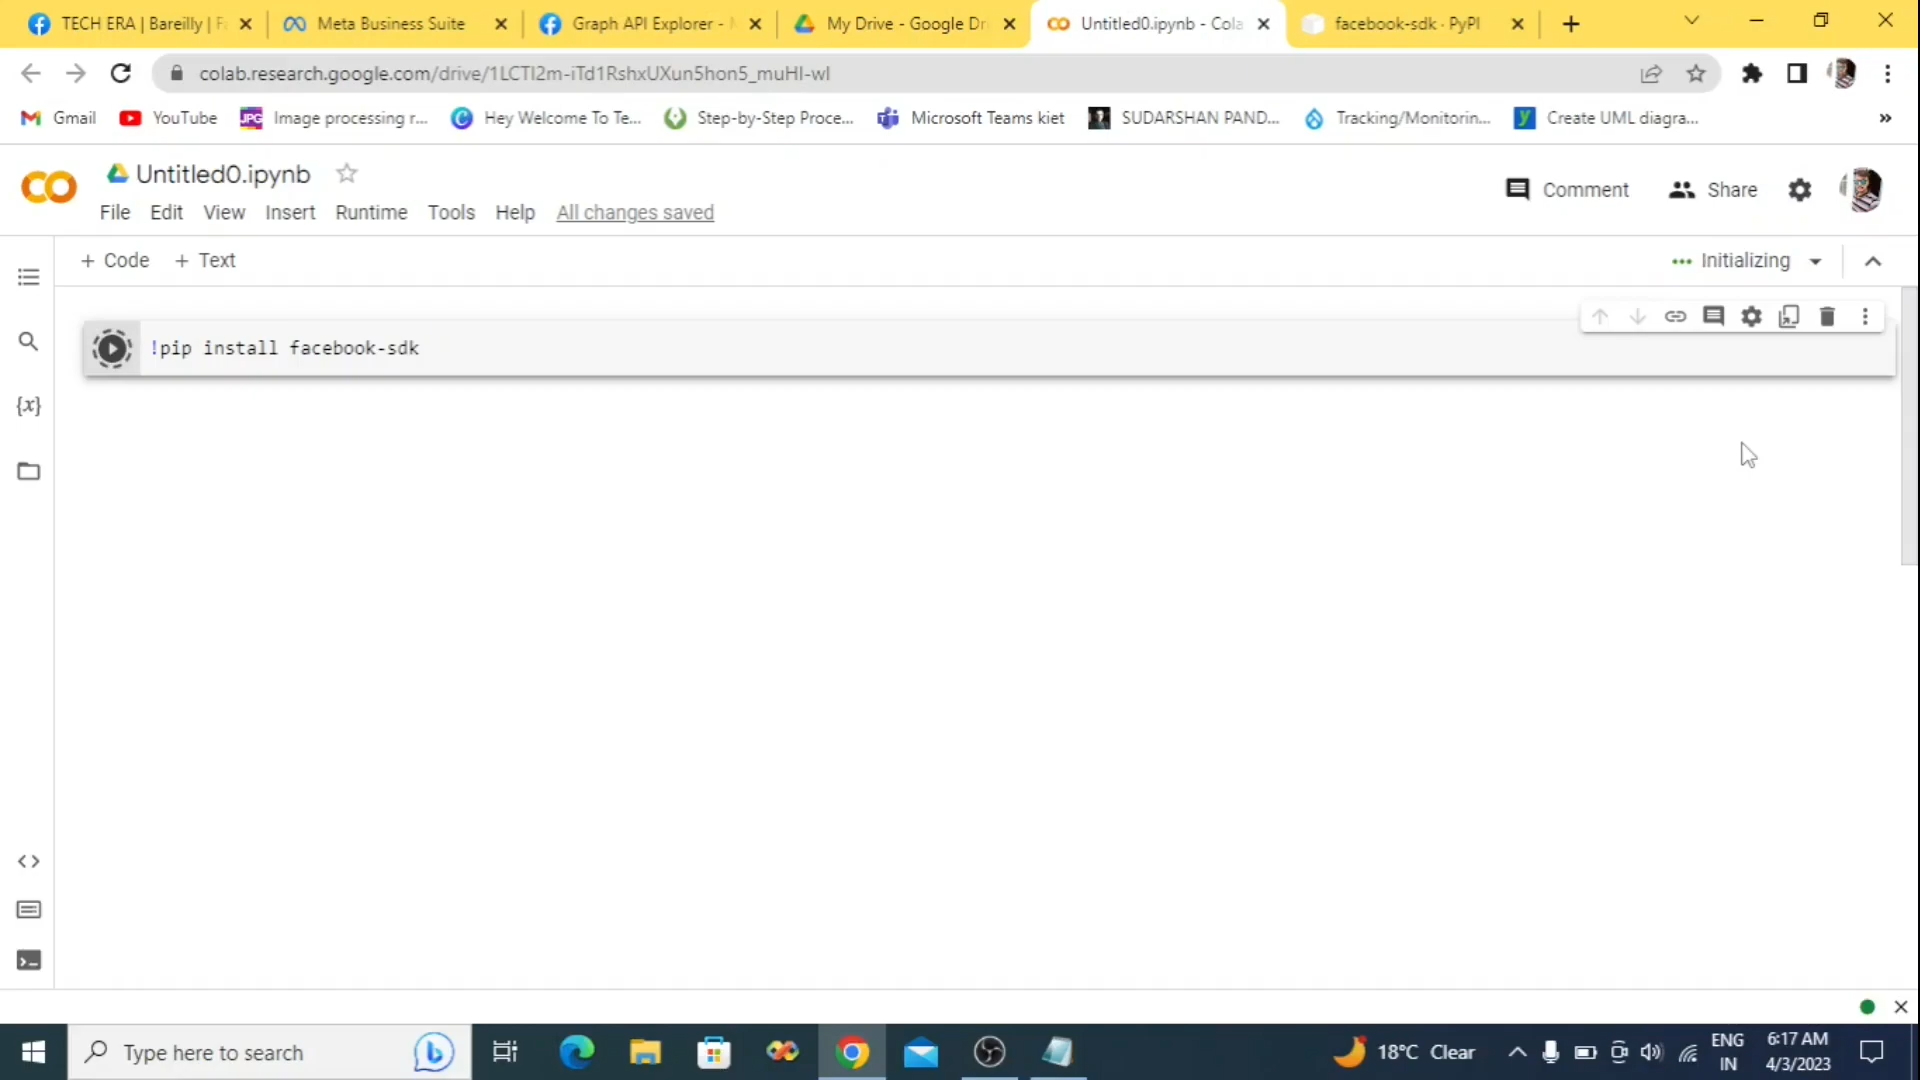 TECH ERA | Bareilly | F
Meta Business Suite
Graph API Explorer -
My Drive - Google Dri
Untitled0.ipynb - Cola
facebook-sdk · PyPI
colab.research.google.com/drive/1LCTl2m-iTd1RshxUXun5hon5_muHI-wl
Gmail
YouTube
JPG
Image processing r...
Hey Welcome To Te...
Step-by-Step Proce...
Microsoft Teams kiet
SUDARSHAN PAND...
Tracking/Monitorin...
Create UML diagra...
»
Untitled0.ipynb
Comment
Share
File Edit View Insert Runtime Tools Help All changes saved
+ Code + Text
Initializing
!pip install facebook-sdk
{x}
Type here to search
18°C Clear
ENG
IN
6:17 AM
4/3/2023